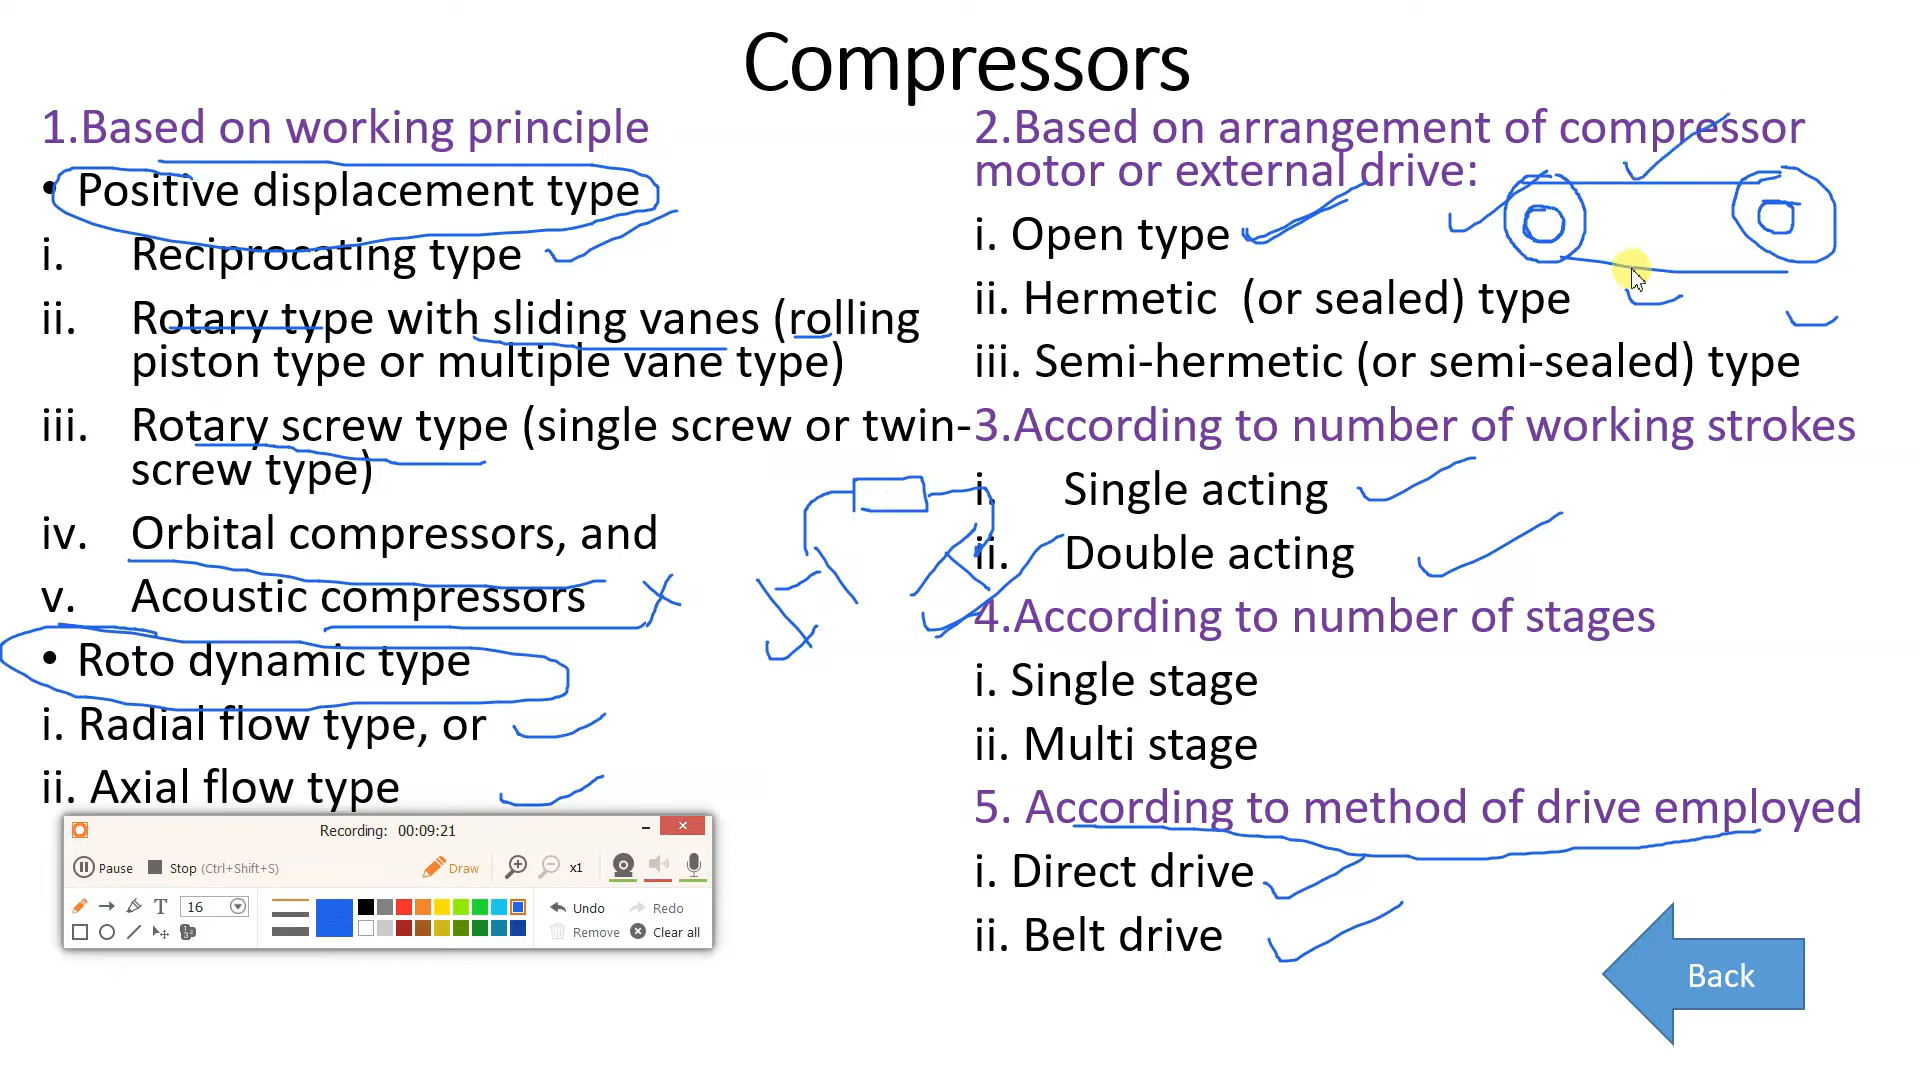 Compressors
1.Based on working principle
• Positive displacement type
i. Reciprocating type
ii. Rotary type with sliding vanes (rolling
piston type or multiple vane type)
iii. Rotary screw type (single screw or twin-
screw type)
iv. Orbital compressors, and
v. Acoustic compressors
• Roto dynamic type
i. Radial flow type, or
ii. Axial flow type
2.Based on arrangement of compressor
motor or external drive:
i. Open type
ii. Hermetic (or sealed) type
iii. Semi-hermetic (or semi-sealed) type
3.According to number of working strokes
i. Single acting
ii. Double acting
4.According to number of stages
i. Single stage
ii. Multi stage
5. According to method of drive employed
i. Direct drive
ii. Belt drive
Back
Recording: 00:09:21
Pause Stop (Ctrl+Shift+S) Draw x1
T 16 Undo Redo
Remove Clear all